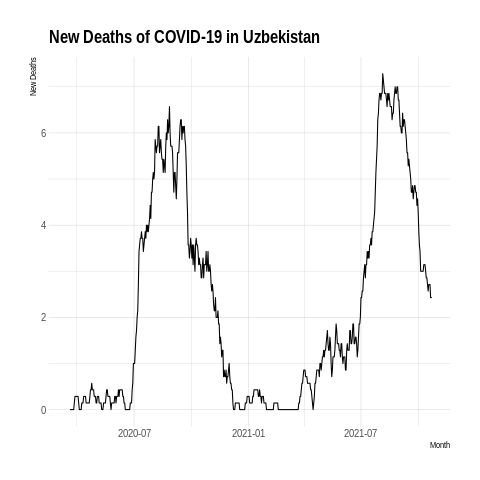 New Deaths of COVID-19 in Uzbekistan
New Deaths
6
4
2
0
2020-07
2021-01
2021-07
Month